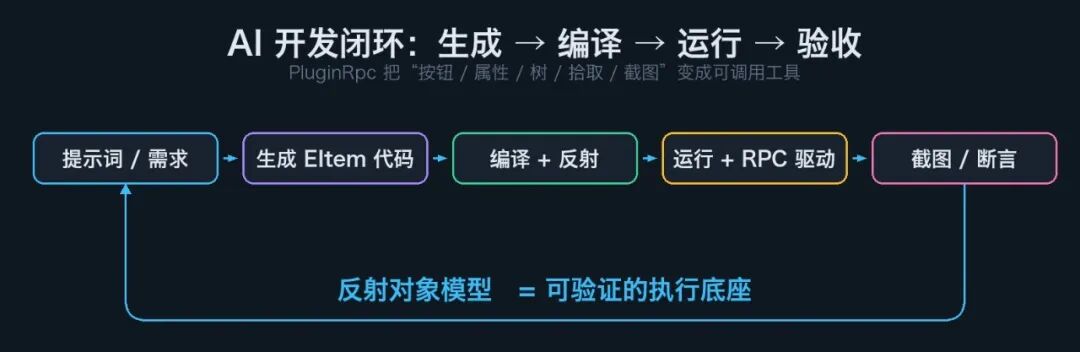 AI 开发闭环：生成 → 编译 → 运行 → 验收
PluginRpc 把“按钮 / 属性 / 树 / 拾取 / 截图”变成可调用工具
提示词 / 需求
生成 EItem 代码
编译 + 反射
运行 + RPC 驱动
截图 / 断言
反射对象模型 = 可验证的执行底座